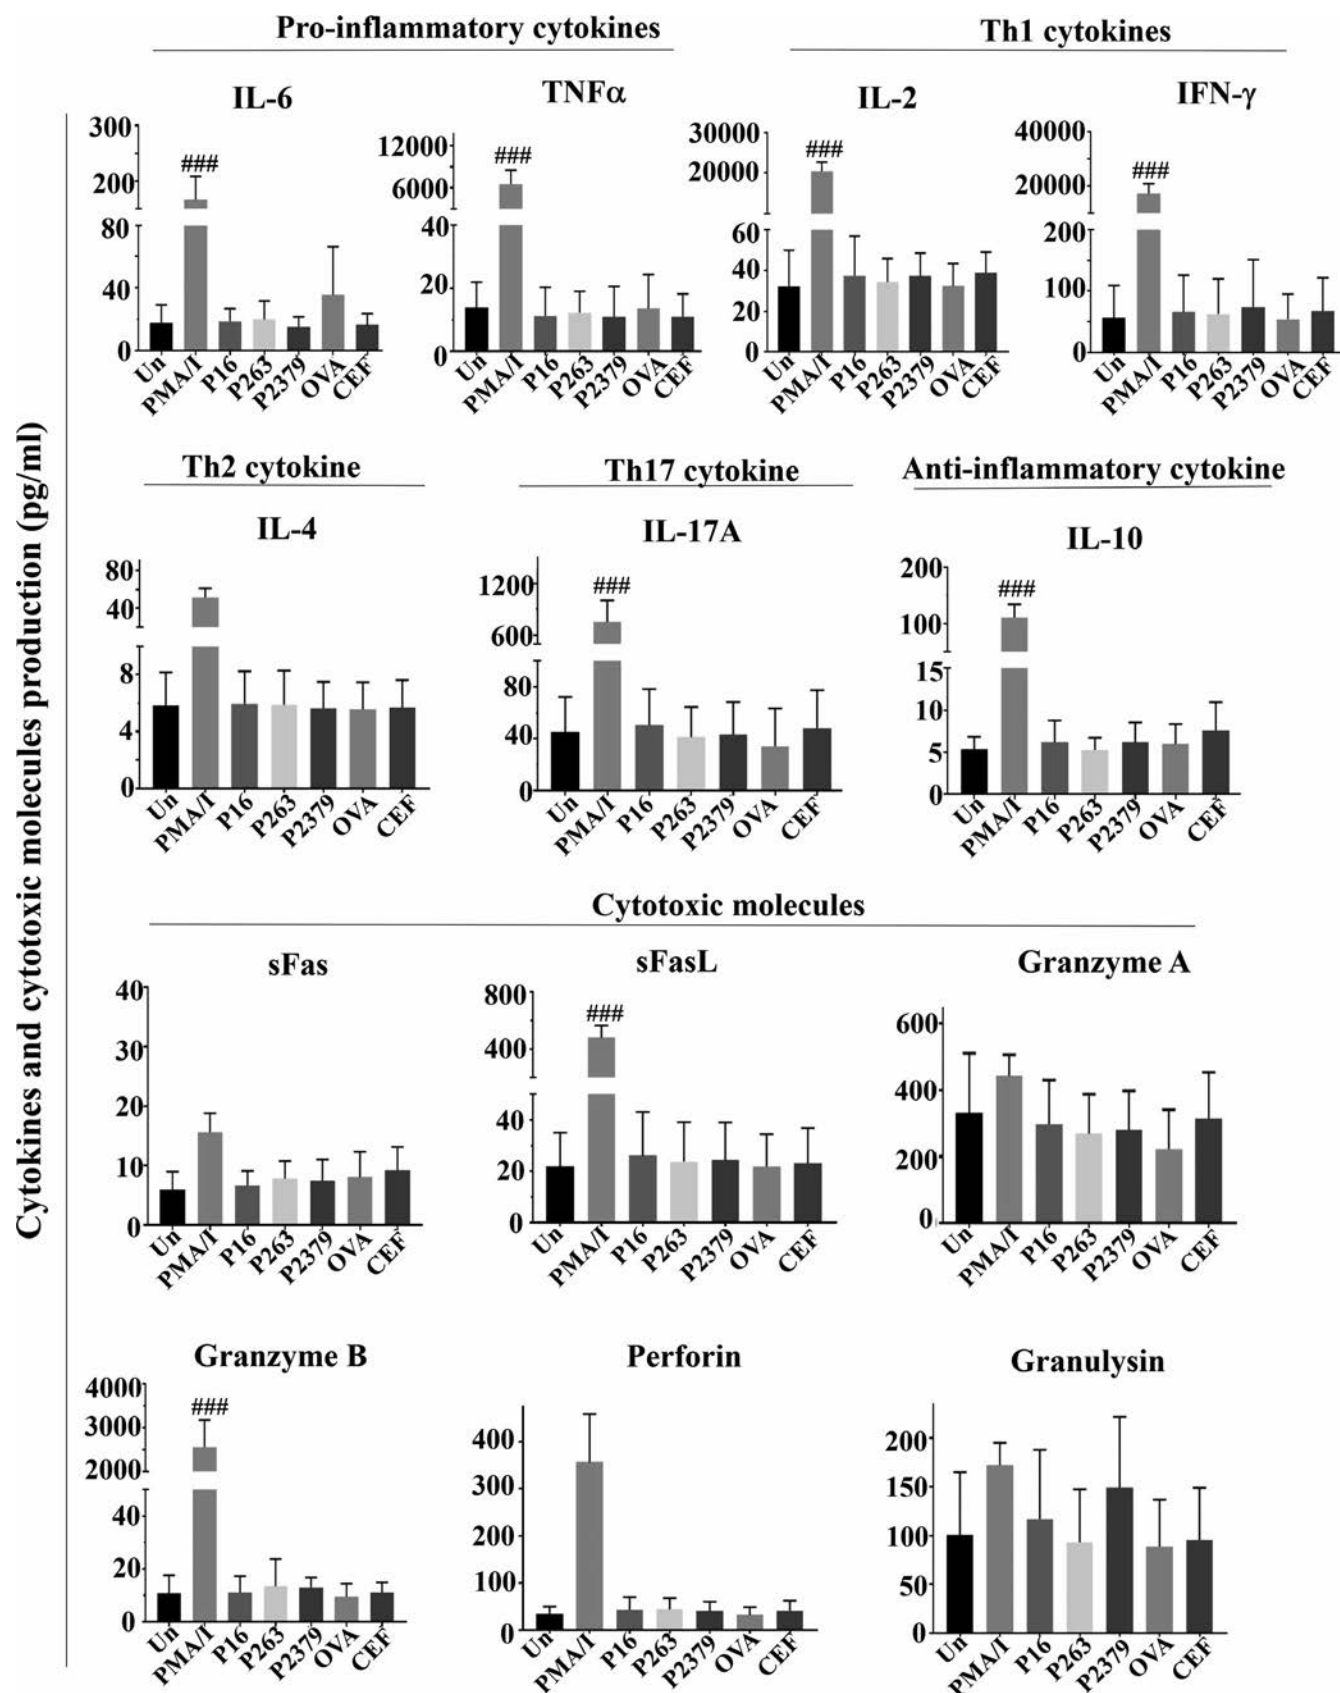 Pro-inflammatory cytokines
Th1 cytokines
IL-6
TNFα
IL-2
IFN-γ
300
200
80
40
0
###
Un
PMA/I
P16
P263
P2379
OVA
CEF
12000
6000
40
20
0
###
Un
PMA/I
P16
P263
P2379
OVA
CEF
30000
20000
60
40
20
0
###
Un
PMA/I
P16
P263
P2379
OVA
CEF
40000
20000
200
100
0
###
Un
PMA/I
P16
P263
P2379
OVA
CEF
Cytokines and cytotoxic molecules production (pg/ml)
Th2 cytokine
Th17 cytokine
Anti-inflammatory cytokine
IL-4
IL-17A
IL-10
80
40
8
4
0
Un
PMA/I
P16
P263
P2379
OVA
CEF
1200
600
80
40
0
###
Un
PMA/I
P16
P263
P2379
OVA
CEF
200
100
15
10
5
0
###
Un
PMA/I
P16
P263
P2379
OVA
CEF
Cytotoxic molecules
sFas
sFasL
Granzyme A
40
30
20
10
0
Un
PMA/I
P16
P263
P2379
OVA
CEF
800
400
40
20
0
###
Un
PMA/I
P16
P263
P2379
OVA
CEF
600
400
200
0
Un
PMA/I
P16
P263
P2379
OVA
CEF
Granzyme B
Perforin
Granulysin
4000
3000
2000
40
20
0
###
Un
PMA/I
P16
P263
P2379
OVA
CEF
400
300
200
100
0
Un
PMA/I
P16
P263
P2379
OVA
CEF
200
150
100
50
0
Un
PMA/I
P16
P263
P2379
OVA
CEF